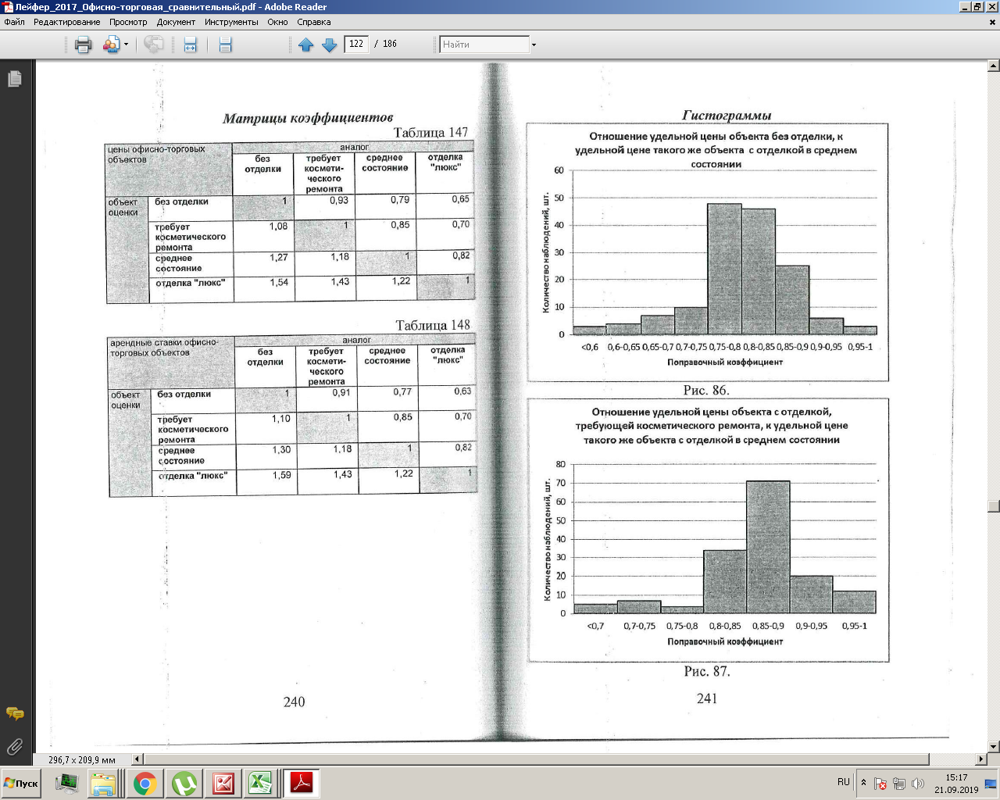 Лейфер_2017_Офисно-торговая_сравнительный.pdf - Adobe Reader
Файл Редактирование Просмотр Документ Инструменты Окно Справка
122 / 186 Найти
Матрицы коэффициентов
Таблица 147
цены офисно-торговых объектов
аналог
без отделки
требует космети-ческого ремонта
среднее состояние
отделка "люкс"
объект оценки
без отделки 1 0,93 0,79 0,65
требует косметического ремонта 1,08 1 0,85 0,70
среднее состояние 1,27 1,18 1 0,82
отделка "люкс" 1,54 1,43 1,22 1
Таблица 148
арендные ставки офисно-торговых объектов
аналог
без отделки
требует космети-ческого ремонта
среднее состояние
отделка "люкс"
объект оценки
без отделки 1 0,91 0,77 0,63
требует косметического ремонта 1,10 1 0,85 0,70
среднее состояние 1,30 1,18 1 0,82
отделка "люкс" 1,59 1,43 1,22 1
240
Гистограммы
Отношение удельной цены объекта без отделки, к
удельной цене такого же объекта с отделкой в среднем
состоянии
Количество наблюдений, шт.
60
50
40
30
20
10
0
<0,6 0,6-0,65 0,65-0,7 0,7-0,75 0,75-0,8 0,8-0,85 0,85-0,9 0,9-0,95 0,95-1
Поправочный коэффициент
Рис. 86.
Отношение удельной цены объекта с отделкой,
требующей косметического ремонта, к удельной цене
такого же объекта с отделкой в среднем состоянии
Количество наблюдений, шт.
80
70
60
50
40
30
20
10
0
<0,7 0,7-0,75 0,75-0,8 0,8-0,85 0,85-0,9 0,9-0,95 0,95-1
Поправочный коэффициент
Рис. 87.
241
296,7 x 209,9 мм
Пуск
RU
15:17
21.09.2019